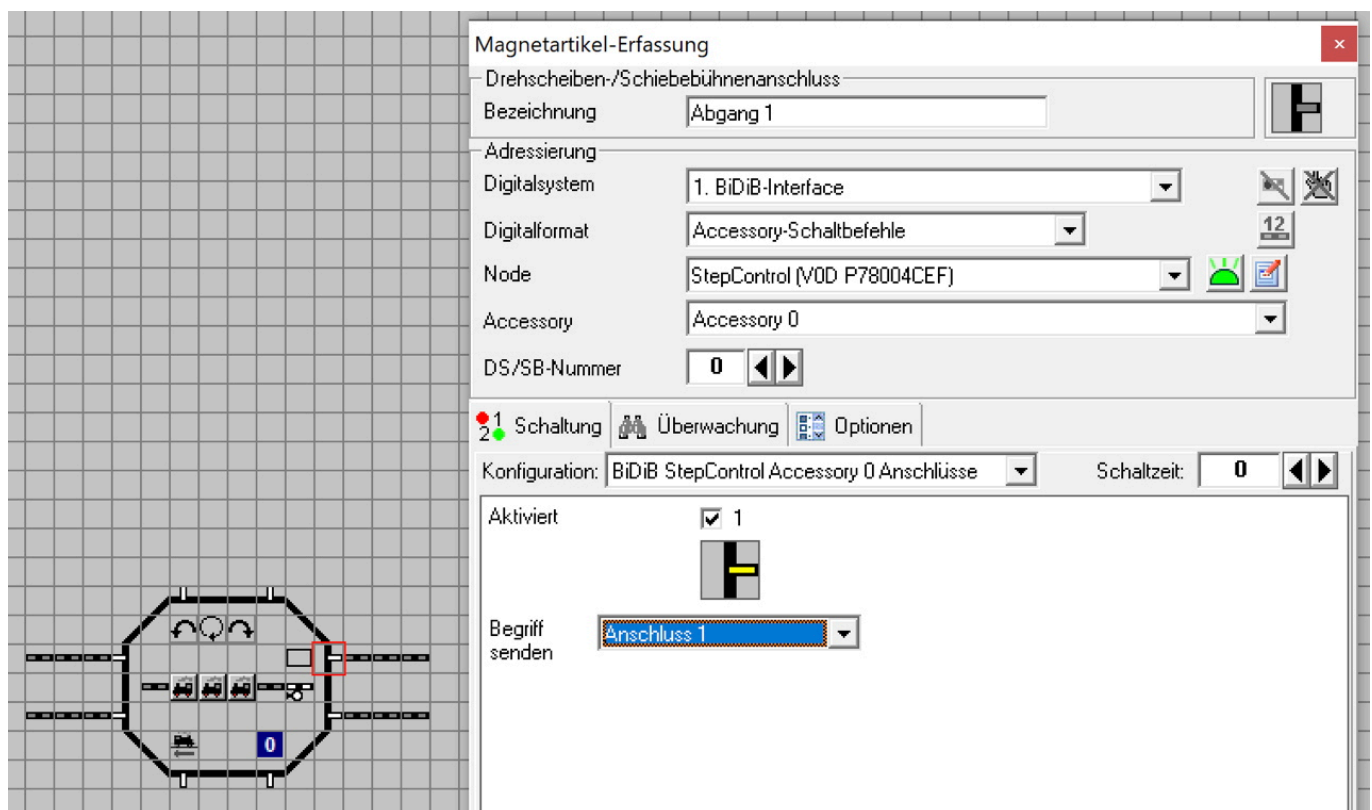 Magnetartikel-Erfassung
Drehscheiben-/Schiebebühnenanschluss
Bezeichnung Abgang 1
Adressierung
Digitalsystem 1. BiDiB-Interface
Digitalformat Accessory-Schaltbefehle 12
Node StepControl (V0D P78004CEF)
Accessory Accessory 0
DS/SB-Nummer 0
1 2 Schaltung Überwachung Optionen
Konfiguration: BiDiB StepControl Accessory 0 Anschlüsse Schaltzeit: 0
Aktiviert 1
Begriff senden Anschluss 1
0